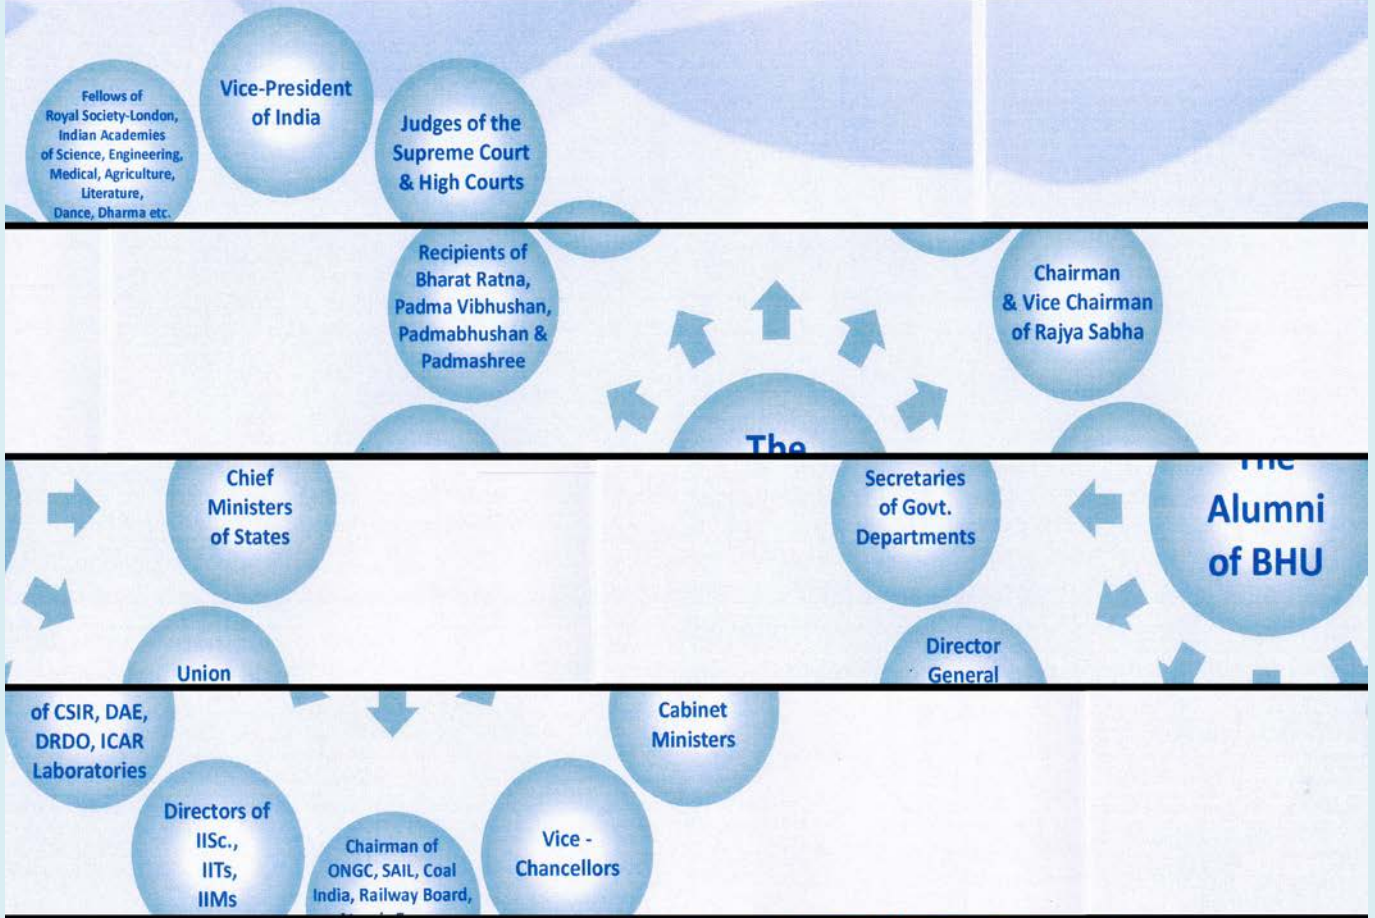 Fellows of
Royal Society-London,
Indian Academies
of Science, Engineering,
Medical, Agriculture,
Literature,
Dance, Dharma etc.
Vice-President
of India
Judges of the
Supreme Court
& High Courts
Recipients of
Bharat Ratna,
Padma Vibhushan,
Padmabhushan &
Padmashree
The
Chairman
& Vice Chairman
of Rajya Sabha
Chief
Ministers
of States
Union
Secretaries
of Govt.
Departments
Director
General
The
Alumni
of BHU
of CSIR, DAE,
DRDO, ICAR
Laboratories
Directors of
IISc.,
IITs,
IIMs
Chairman of
ONGC, SAIL, Coal
India, Railway Board,
Vice -
Chancellors
Cabinet
Ministers